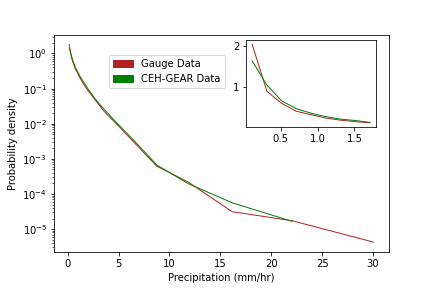 Gauge Data
CEH-GEAR Data
2
1
0.5 1.0 1.5
10⁰
10⁻¹
10⁻²
10⁻³
10⁻⁴
10⁻⁵
Probability density
0 5 10 15 20 25 30
Precipitation (mm/hr)